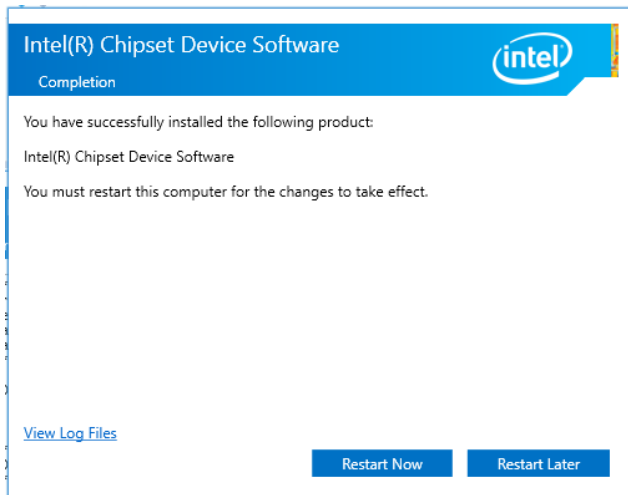 Intel(R) Chipset Device Software
intel
Completion
You have successfully installed the following product:
Intel(R) Chipset Device Software
You must restart this computer for the changes to take effect.
View Log Files
Restart Now
Restart Later